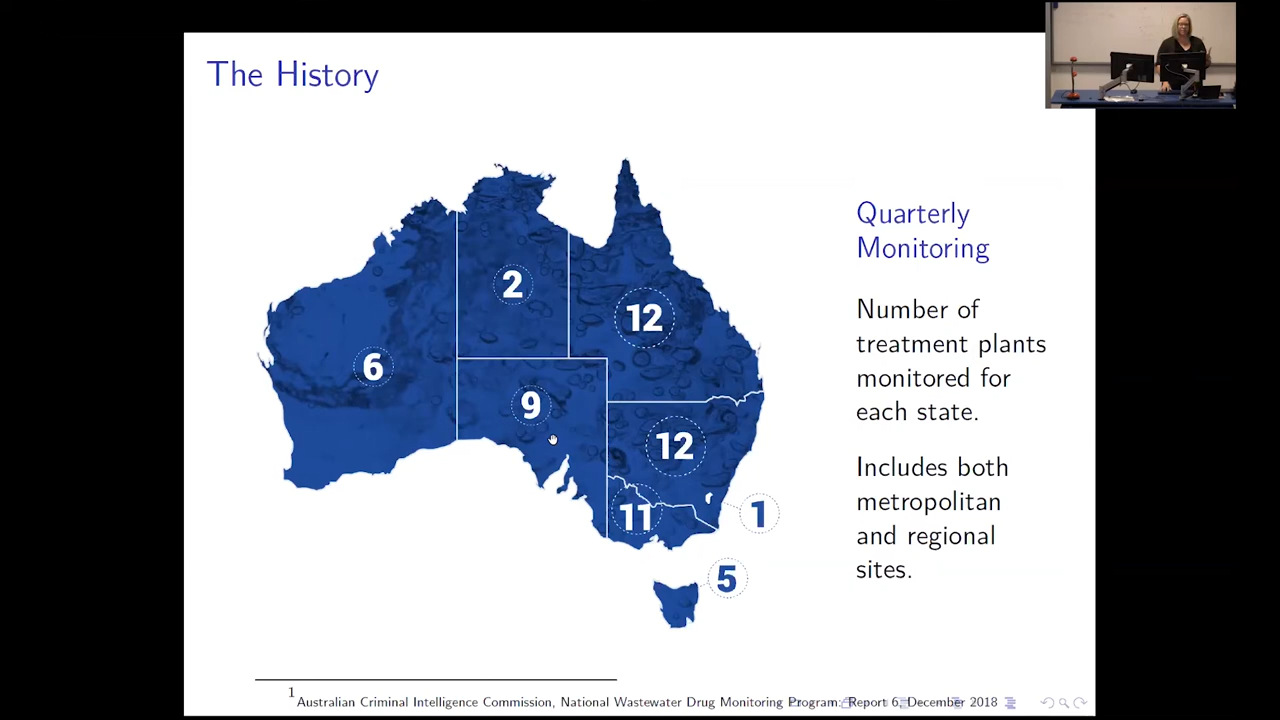 The History
2
12
6
9
12
11
1
5
Quarterly
Monitoring
Number of
treatment plants
monitored for
each state.
Includes both
metropolitan
and regional
sites.
1
Australian Criminal Intelligence Commission, National Wastewater Drug Monitoring Program: Report 6, December 2018